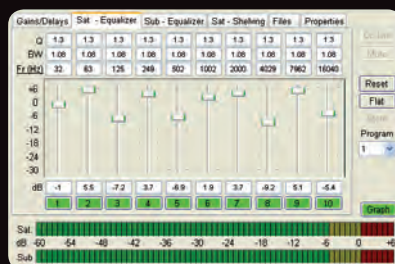 Gains/Delays Sat - Equalizer Sub - Equalizer Sat - Shelving Files Properties
Q 1.3 1.3 1.3 1.3 1.3 1.3 1.3 1.3 1.3 1.3
BW 1.08 1.08 1.08 1.08 1.08 1.08 1.08 1.08 1.08 1.08
Fr (Hz) 32 63 125 249 502 1002 2000 4029 7962 16040
Mute
+6
0
-6
-12
-18
-24
-30
Reset
Flat
Program
1
dB -1 5.5 -7.2 3.7 -6.9 1.9 3.7 -9.2 5.1 -5.4
1 2 3 4 5 6 7 8 9 10
Graph
Sat
dB -60 -54 -48 -42 -36 -30 -24 -18 -12 -6 0 +6
Sub